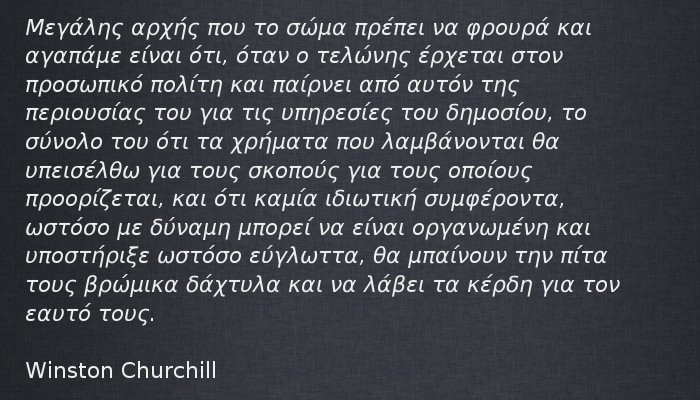 Μεγάλης αρχής που το σώμα πρέπει να φρουρά και
αγαπάμε είναι ότι, όταν ο τελώνης έρχεται στον
προσωπικό πολίτη και παίρνει από αυτόν της
περιουσίας του για τις υπηρεσίες του δημοσίου, το
σύνολο του ότι τα χρήματα που λαμβάνονται θα
υπεισέλθω για τους σκοπούς για τους οποίους
προορίζεται, και ότι καμία ιδιωτική συμφέροντα,
ωστόσο με δύναμη μπορεί να είναι οργανωμένη και
υποστήριξε ωστόσο εύγλωττα, θα μπαίνουν την πίτα
τους βρώμικα δάχτυλα και να λάβει τα κέρδη για τον
εαυτό τους.
Winston Churchill